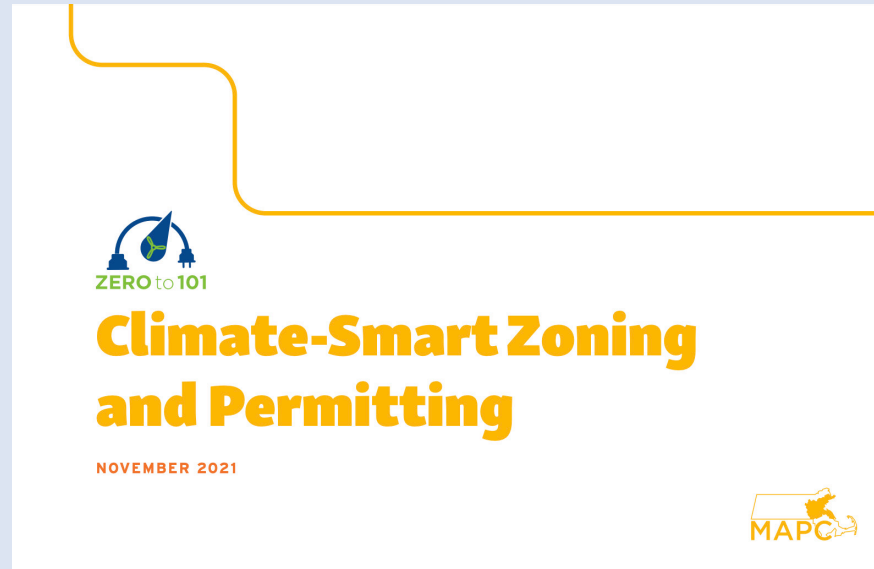 ZERO to 101
Climate-Smart Zoning
and Permitting
NOVEMBER 2021
MAPC